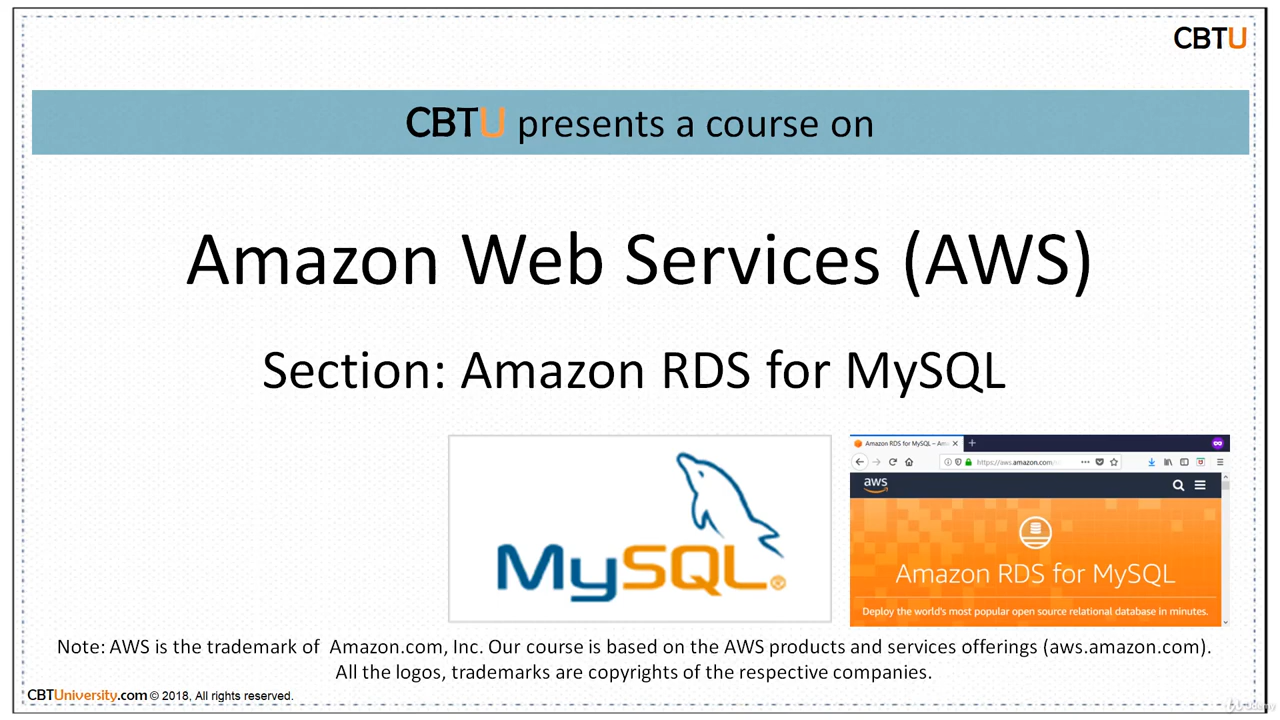 CBTU
CBTU presents a course on
Amazon Web Services (AWS)
Section: Amazon RDS for MySQL
MySQL
Amazon RDS for MySQL – Am
https://aws.amazon.com
aws
Amazon RDS for MySQL
Deploy the world's most popular open source relational database in minutes.
Note: AWS is the trademark of Amazon.com, Inc. Our course is based on the AWS products and services offerings (aws.amazon.com).
All the logos, trademarks are copyrights of the respective companies.
CBTUniversity.com © 2018, All rights reserved.
Udemy